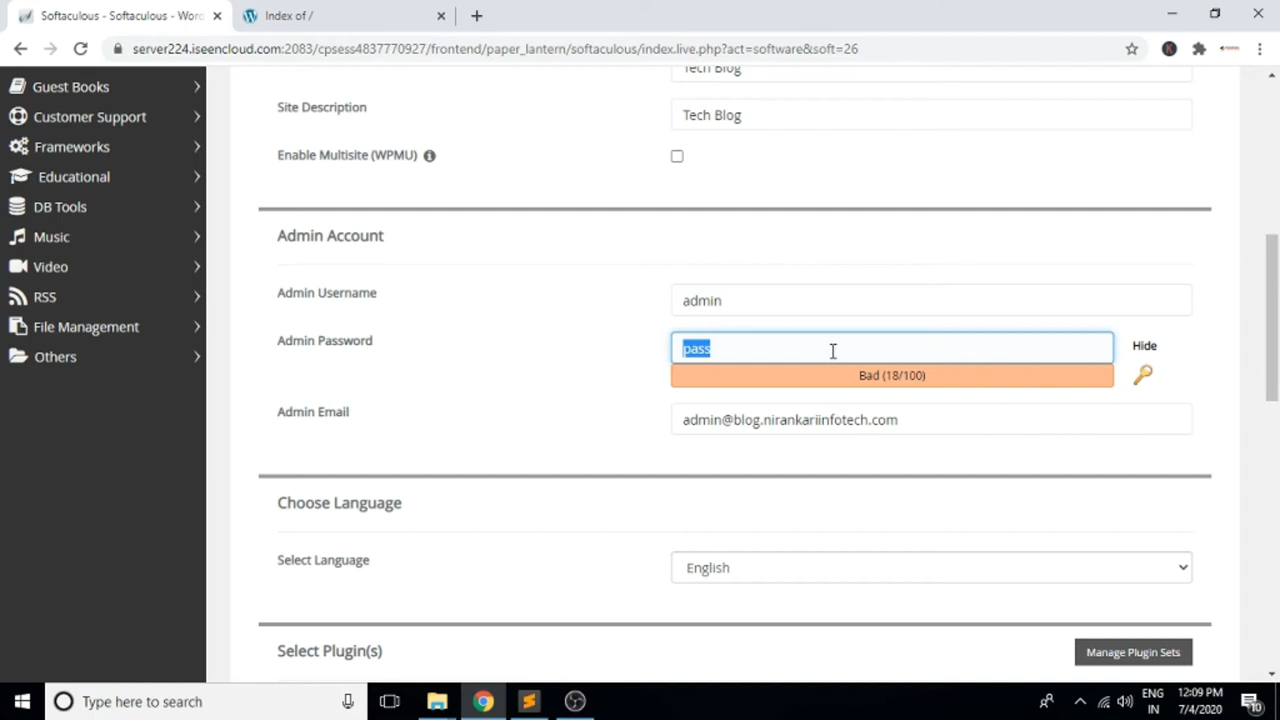 Softaculous - Softaculous - Wor
Index of /
server224.iseencloud.com:2083/cpsess4837770927/frontend/paper_lantern/softaculous/index.live.php?act=software&soft=26
Guest Books
Customer Support
Frameworks
Educational
DB Tools
Music
Video
RSS
File Management
Others
Tech Blog
Site Description
Tech Blog
Enable Multisite (WPMU)
Admin Account
Admin Username
admin
Admin Password
pass
Hide
Bad (18/100)
Admin Email
admin@blog.nirankariinfotech.com
Choose Language
Select Language
English
Select Plugin(s)
Manage Plugin Sets
Type here to search
ENG
IN
12:09 PM
7/4/2020
10